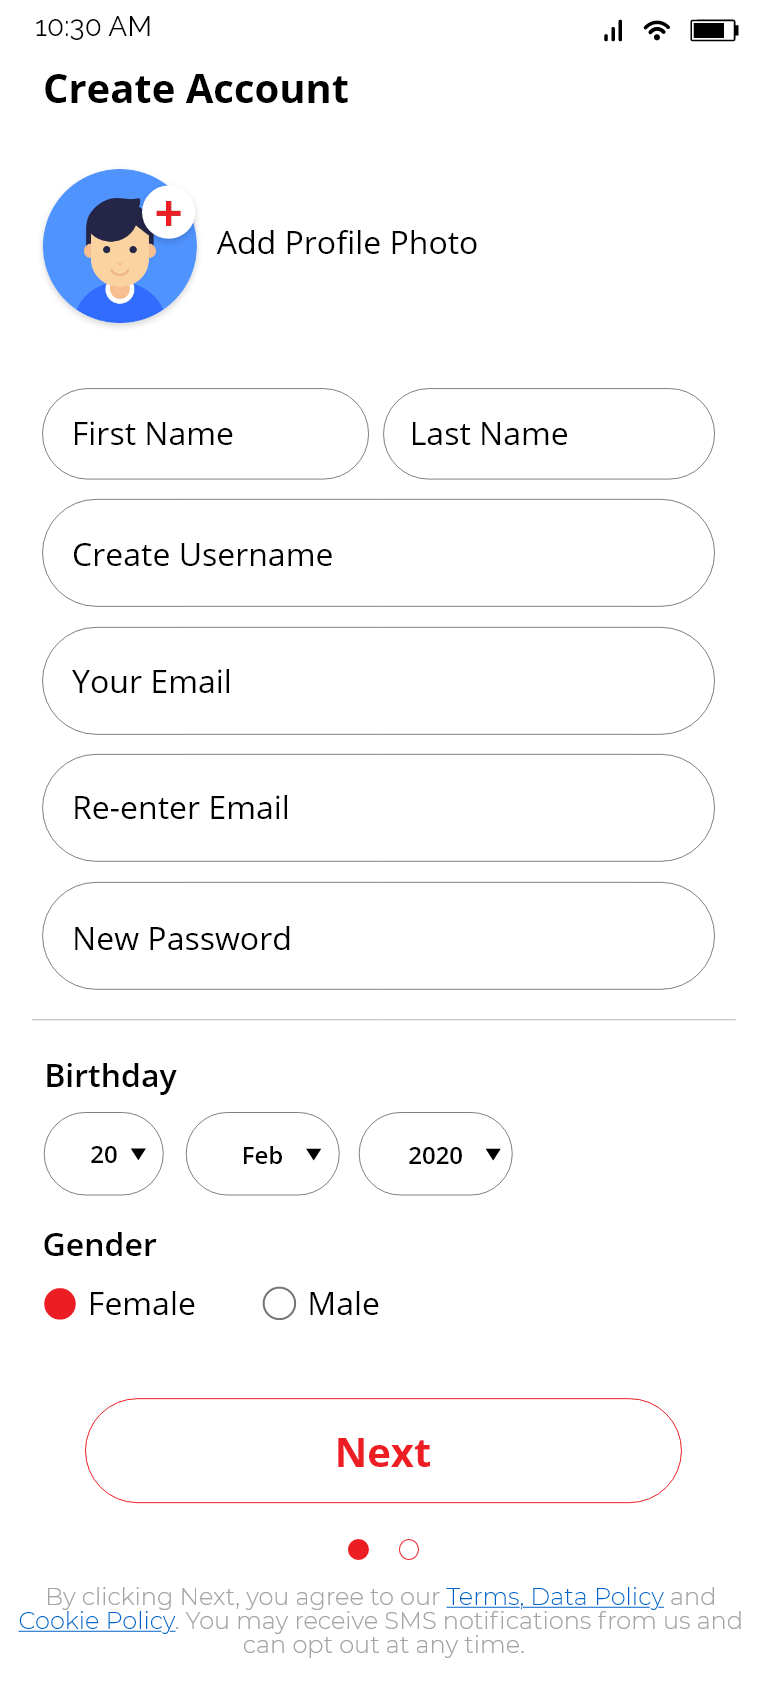 10:30 AM
Create Account
Add Profile Photo
First Name Last Name
Create Username
Your Email
Re-enter Email
New Password
Birthday
20 Feb 2020
Gender
Female Male
Next
By clicking Next, you agree to our Terms, Data Policy and
Cookie Policy. You may receive SMS notifications from us and
can opt out at any time.